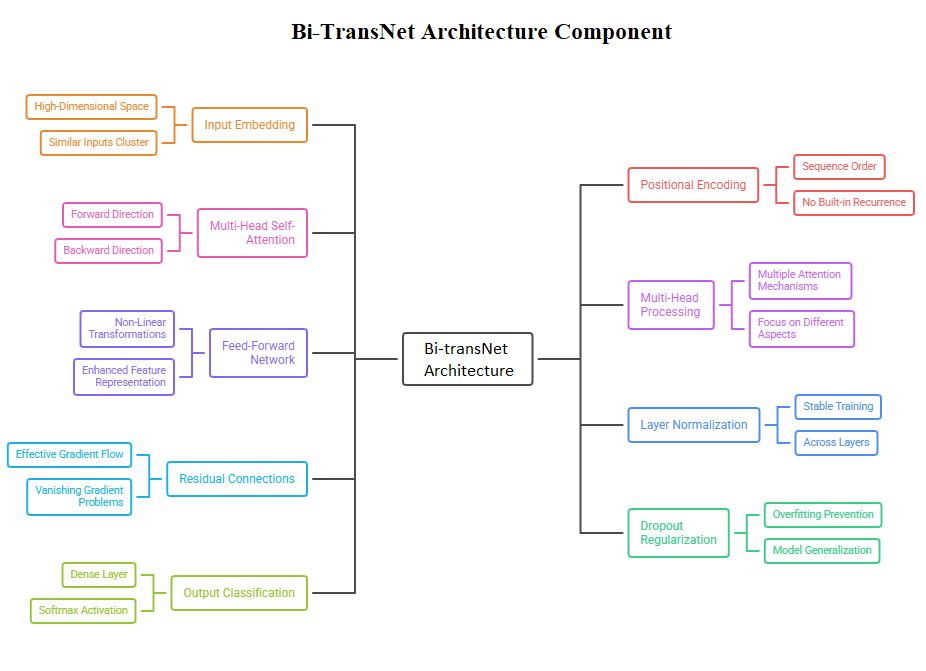 Bi-TransNet Architecture Component
High-Dimensional Space
Similar Inputs Cluster
Input Embedding
Forward Direction
Backward Direction
Multi-Head Self-
Attention
Non-Linear
Transformations
Enhanced Feature
Representation
Feed-Forward
Network
Effective Gradient Flow
Vanishing Gradient
Problems
Residual Connections
Dense Layer
Softmax Activation
Output Classification
Bi-transNet
Architecture
Positional Encoding
Sequence Order
No Built-in Recurrence
Multi-Head
Processing
Multiple Attention
Mechanisms
Focus on Different
Aspects
Layer Normalization
Stable Training
Across Layers
Dropout
Regularization
Overfitting Prevention
Model Generalization